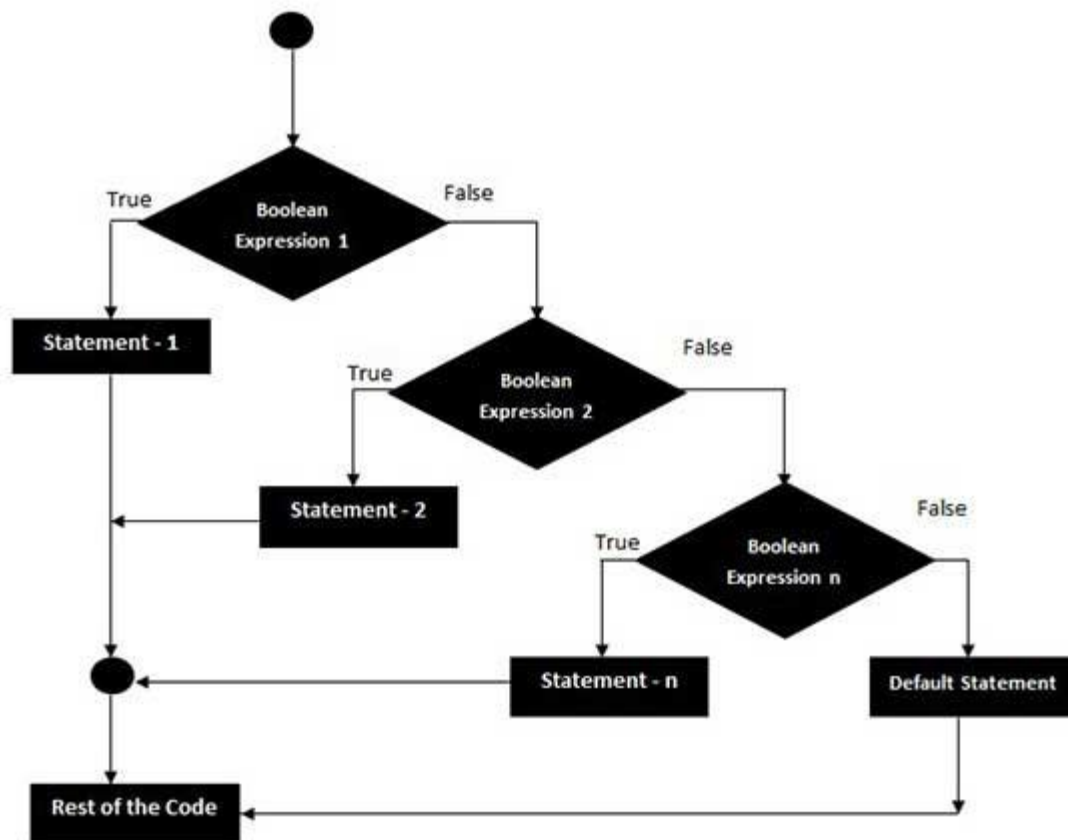 True
False
Boolean
Expression 1
Statement - 1
True
False
Boolean
Expression 2
Statement - 2
True
False
Boolean
Expression n
Statement - n
Default Statement
Rest of the Code